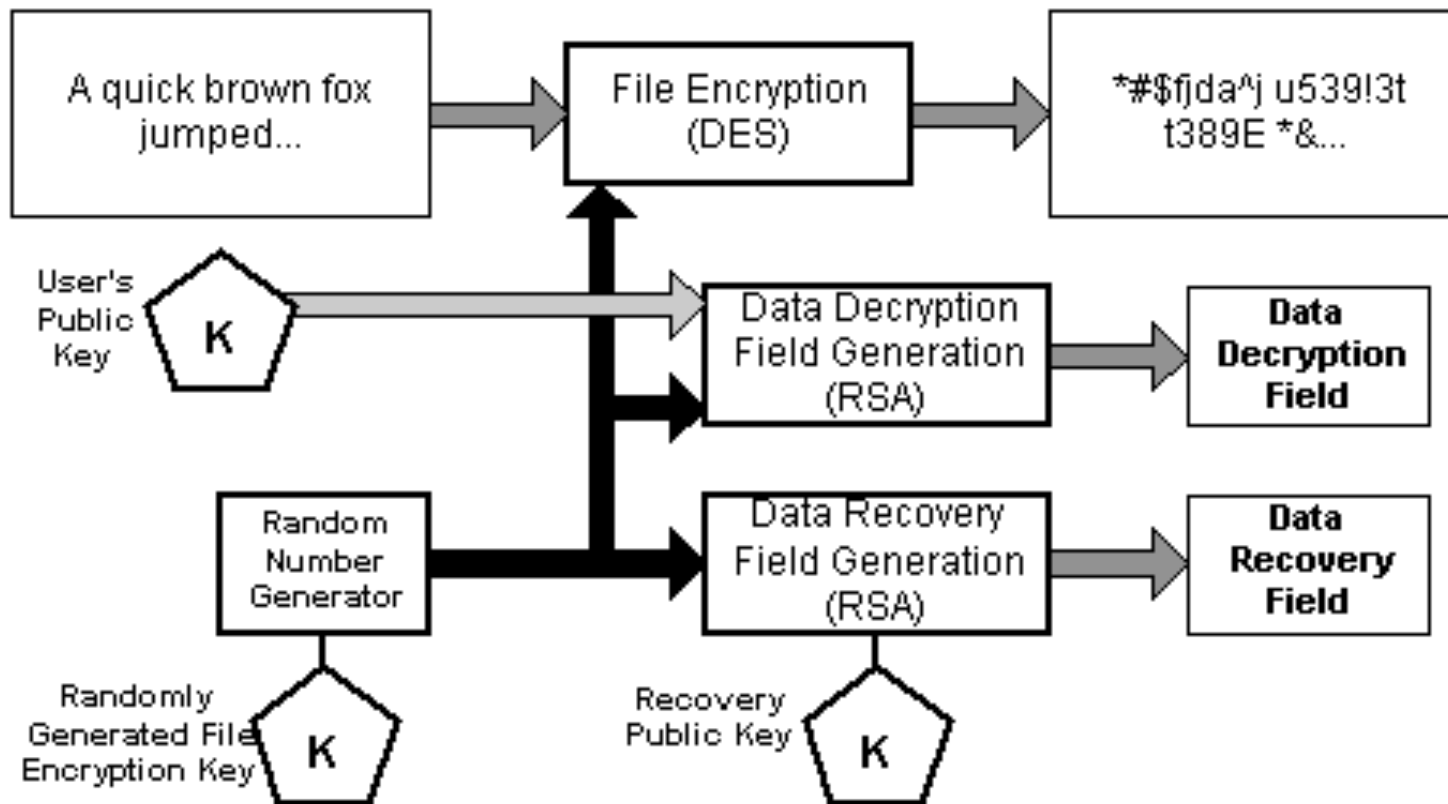 A quick brown fox
jumped...
File Encryption
(DES)
*#$fjda^j u539!3t
t389E *&...
User's
Public
Key
K
Data Decryption
Field Generation
(RSA)
Data
Decryption
Field
Random
Number
Generator
Data Recovery
Field Generation
(RSA)
Data
Recovery
Field
Randomly
Generated File
Encryption Key
K
Recovery
Public Key
K